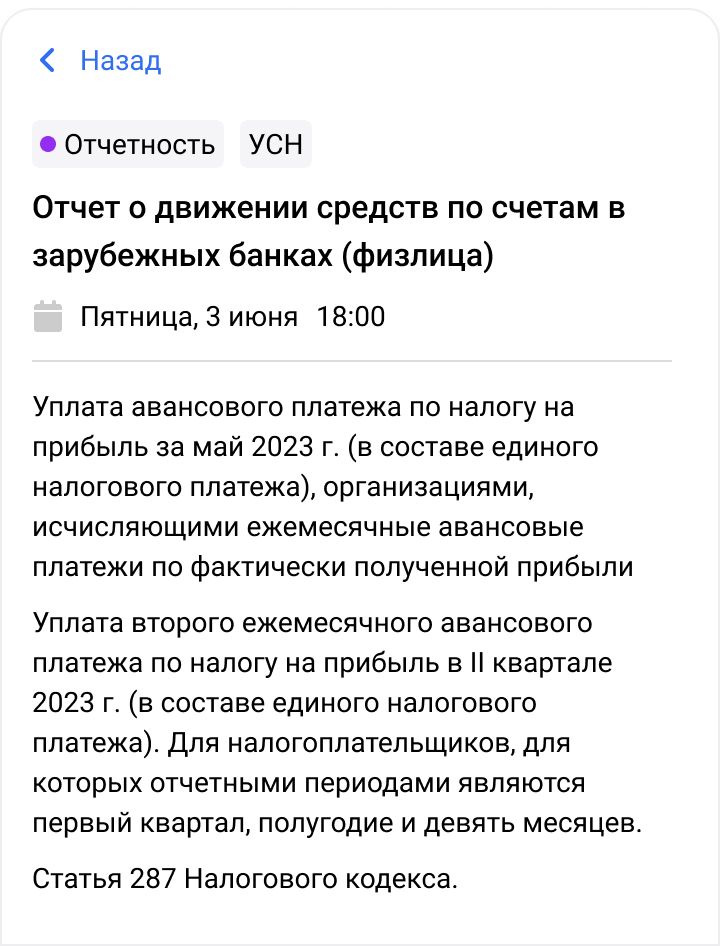 Назад
Отчетность УСН
Отчет о движении средств по счетам в
зарубежных банках (физлица)
Пятница, 3 июня 18:00
Уплата авансового платежа по налогу на
прибыль за май 2023 г. (в составе единого
налогового платежа), организациями,
исчисляющими ежемесячные авансовые
платежи по фактически полученной прибыли
Уплата второго ежемесячного авансового
платежа по налогу на прибыль в II квартале
2023 г. (в составе единого налогового
платежа). Для налогоплательщиков, для
которых отчетными периодами являются
первый квартал, полугодие и девять месяцев.
Статья 287 Налогового кодекса.